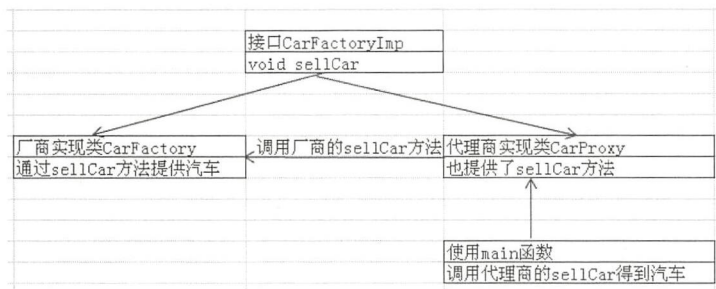 接口CarFactoryImp
void sellCar
厂商实现类CarFactory
通过sellCar方法提供汽车
调用厂商的sellCar方法
代理商实现类CarProxy
也提供了sellCar方法
使用main函数
调用代理商的sellCar得到汽车